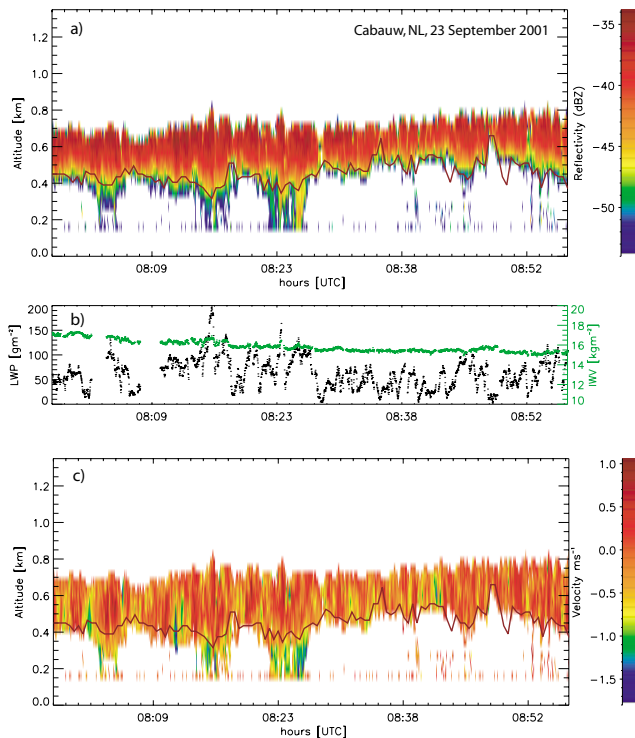 a)
Cabauw, NL, 23 September 2001
1.2
1.0
0.8
0.6
0.4
0.2
0.0
Altitude [km]
08:09 08:23 08:38 08:52
hours [UTC]
−35
−40
−45
−50
Reflectivity (dBZ)
b)
200
150
100
50
0
LWP [gm⁻²]
18
16
14
12
10
IWV [kgm⁻²]
08:09 08:23 08:38 08:52
hours [UTC]
c)
1.2
1.0
0.8
0.6
0.4
0.2
0.0
Altitude [km]
08:09 08:23 08:38 08:52
hours [UTC]
1.0
0.5
0.0
−0.5
−1.0
−1.5
Velocity ms⁻¹